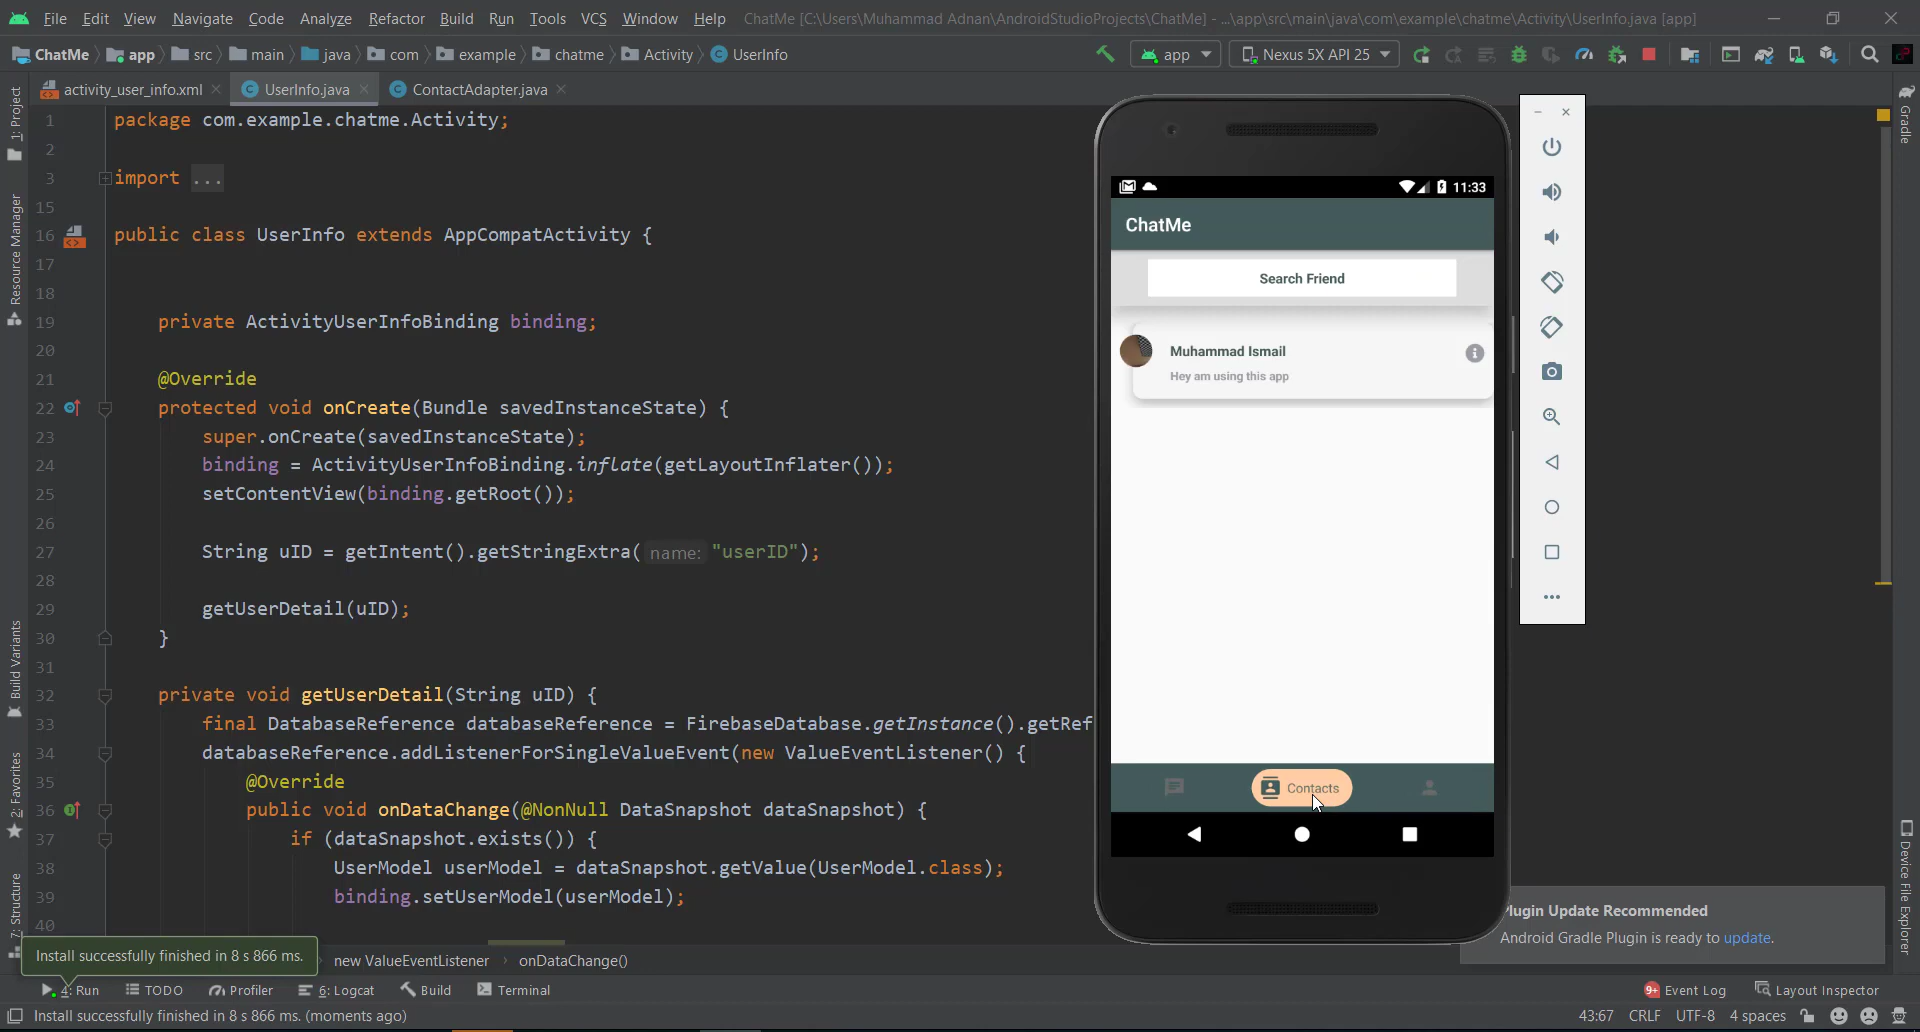 File Edit View Navigate Code Analyze Refactor Build Run Tools VCS Window Help ChatMe [C:\Users\Muhammad Adnan\AndroidStudioProjects\ChatMe] - ...\app\src\main\java\com\example\chatme\Activity\UserInfo.java [app]
ChatMe app src main java com example chatme Activity UserInfo app Nexus 5X API 25
activity_user_info.xml UserInfo.java ContactAdapter.java
1: Project
Resource Manager
Build Variants
2: Favorites
7: Structure
1 package com.example.chatme.Activity;
2
3 import ...
15
16 public class UserInfo extends AppCompatActivity {
17
18
19 private ActivityUserInfoBinding binding;
20
21 @Override
22 protected void onCreate(Bundle savedInstanceState) {
23 super.onCreate(savedInstanceState);
24 binding = ActivityUserInfoBinding.inflate(getLayoutInflater());
25 setContentView(binding.getRoot());
26
27 String uID = getIntent().getStringExtra( name: "userID");
28
29 getUserDetail(uID);
30 }
31
32 private void getUserDetail(String uID) {
33 final DatabaseReference databaseReference = FirebaseDatabase.getInstance().getRef
34 databaseReference.addListenerForSingleValueEvent(new ValueEventListener() {
35 @Override
36 public void onDataChange(@NonNull DataSnapshot dataSnapshot) {
37 if (dataSnapshot.exists()) {
38 UserModel userModel = dataSnapshot.getValue(UserModel.class);
39 binding.setUserModel(userModel);
40
11:33
ChatMe
Search Friend
Muhammad Ismail
Hey am using this app
Contacts
Gradle
Device File Explorer
Plugin Update Recommended
Android Gradle Plugin is ready to update.
Install successfully finished in 8 s 866 ms.
new ValueEventListener onDataChange()
4: Run TODO Profiler 6: Logcat Build Terminal 9+ Event Log Layout Inspector
Install successfully finished in 8 s 866 ms. (moments ago) 43:67 CRLF UTF-8 4 spaces